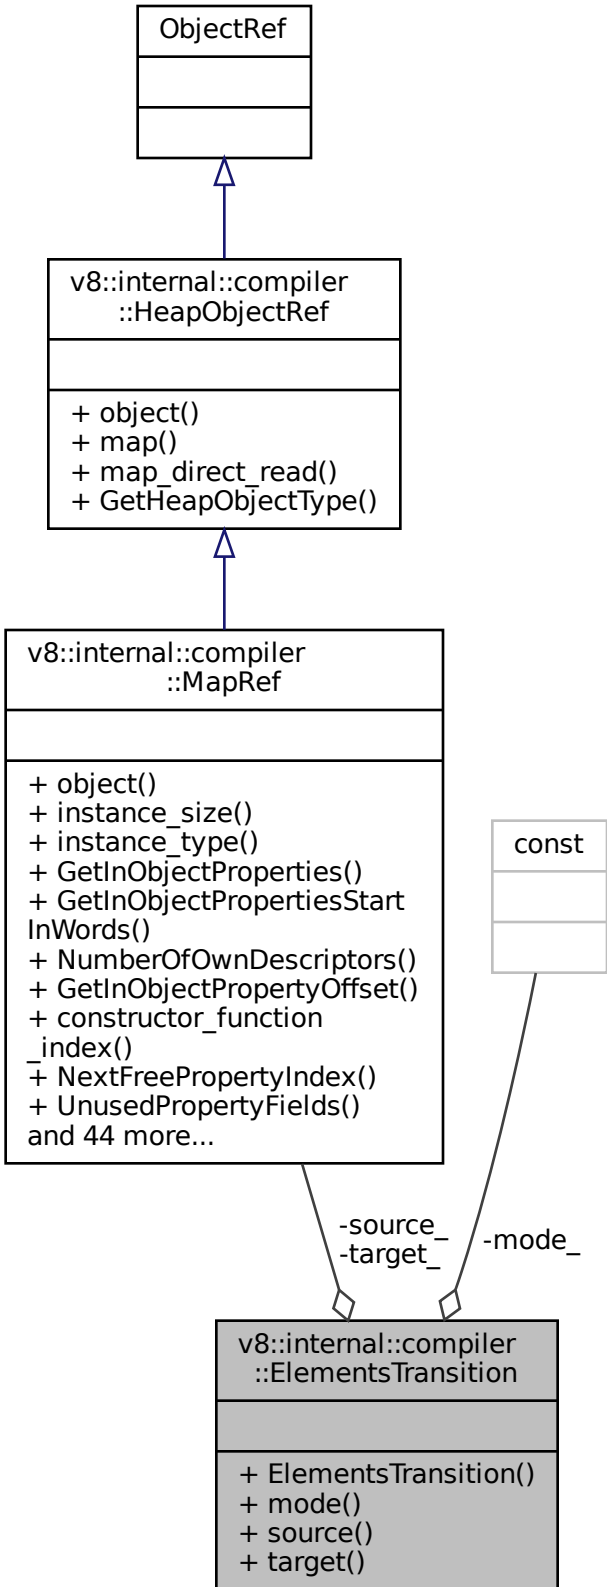 ObjectRef
v8::internal::compiler
::HeapObjectRef
+ object()
+ map()
+ map_direct_read()
+ GetHeapObjectType()
v8::internal::compiler
::MapRef
+ object()
+ instance_size()
+ instance_type()
+ GetInObjectProperties()
+ GetInObjectPropertiesStart
InWords()
+ NumberOfOwnDescriptors()
+ GetInObjectPropertyOffset()
+ constructor_function
_index()
+ NextFreePropertyIndex()
+ UnusedPropertyFields()
and 44 more...
const
-source_
-target_
-mode_
v8::internal::compiler
::ElementsTransition
+ ElementsTransition()
+ mode()
+ source()
+ target()